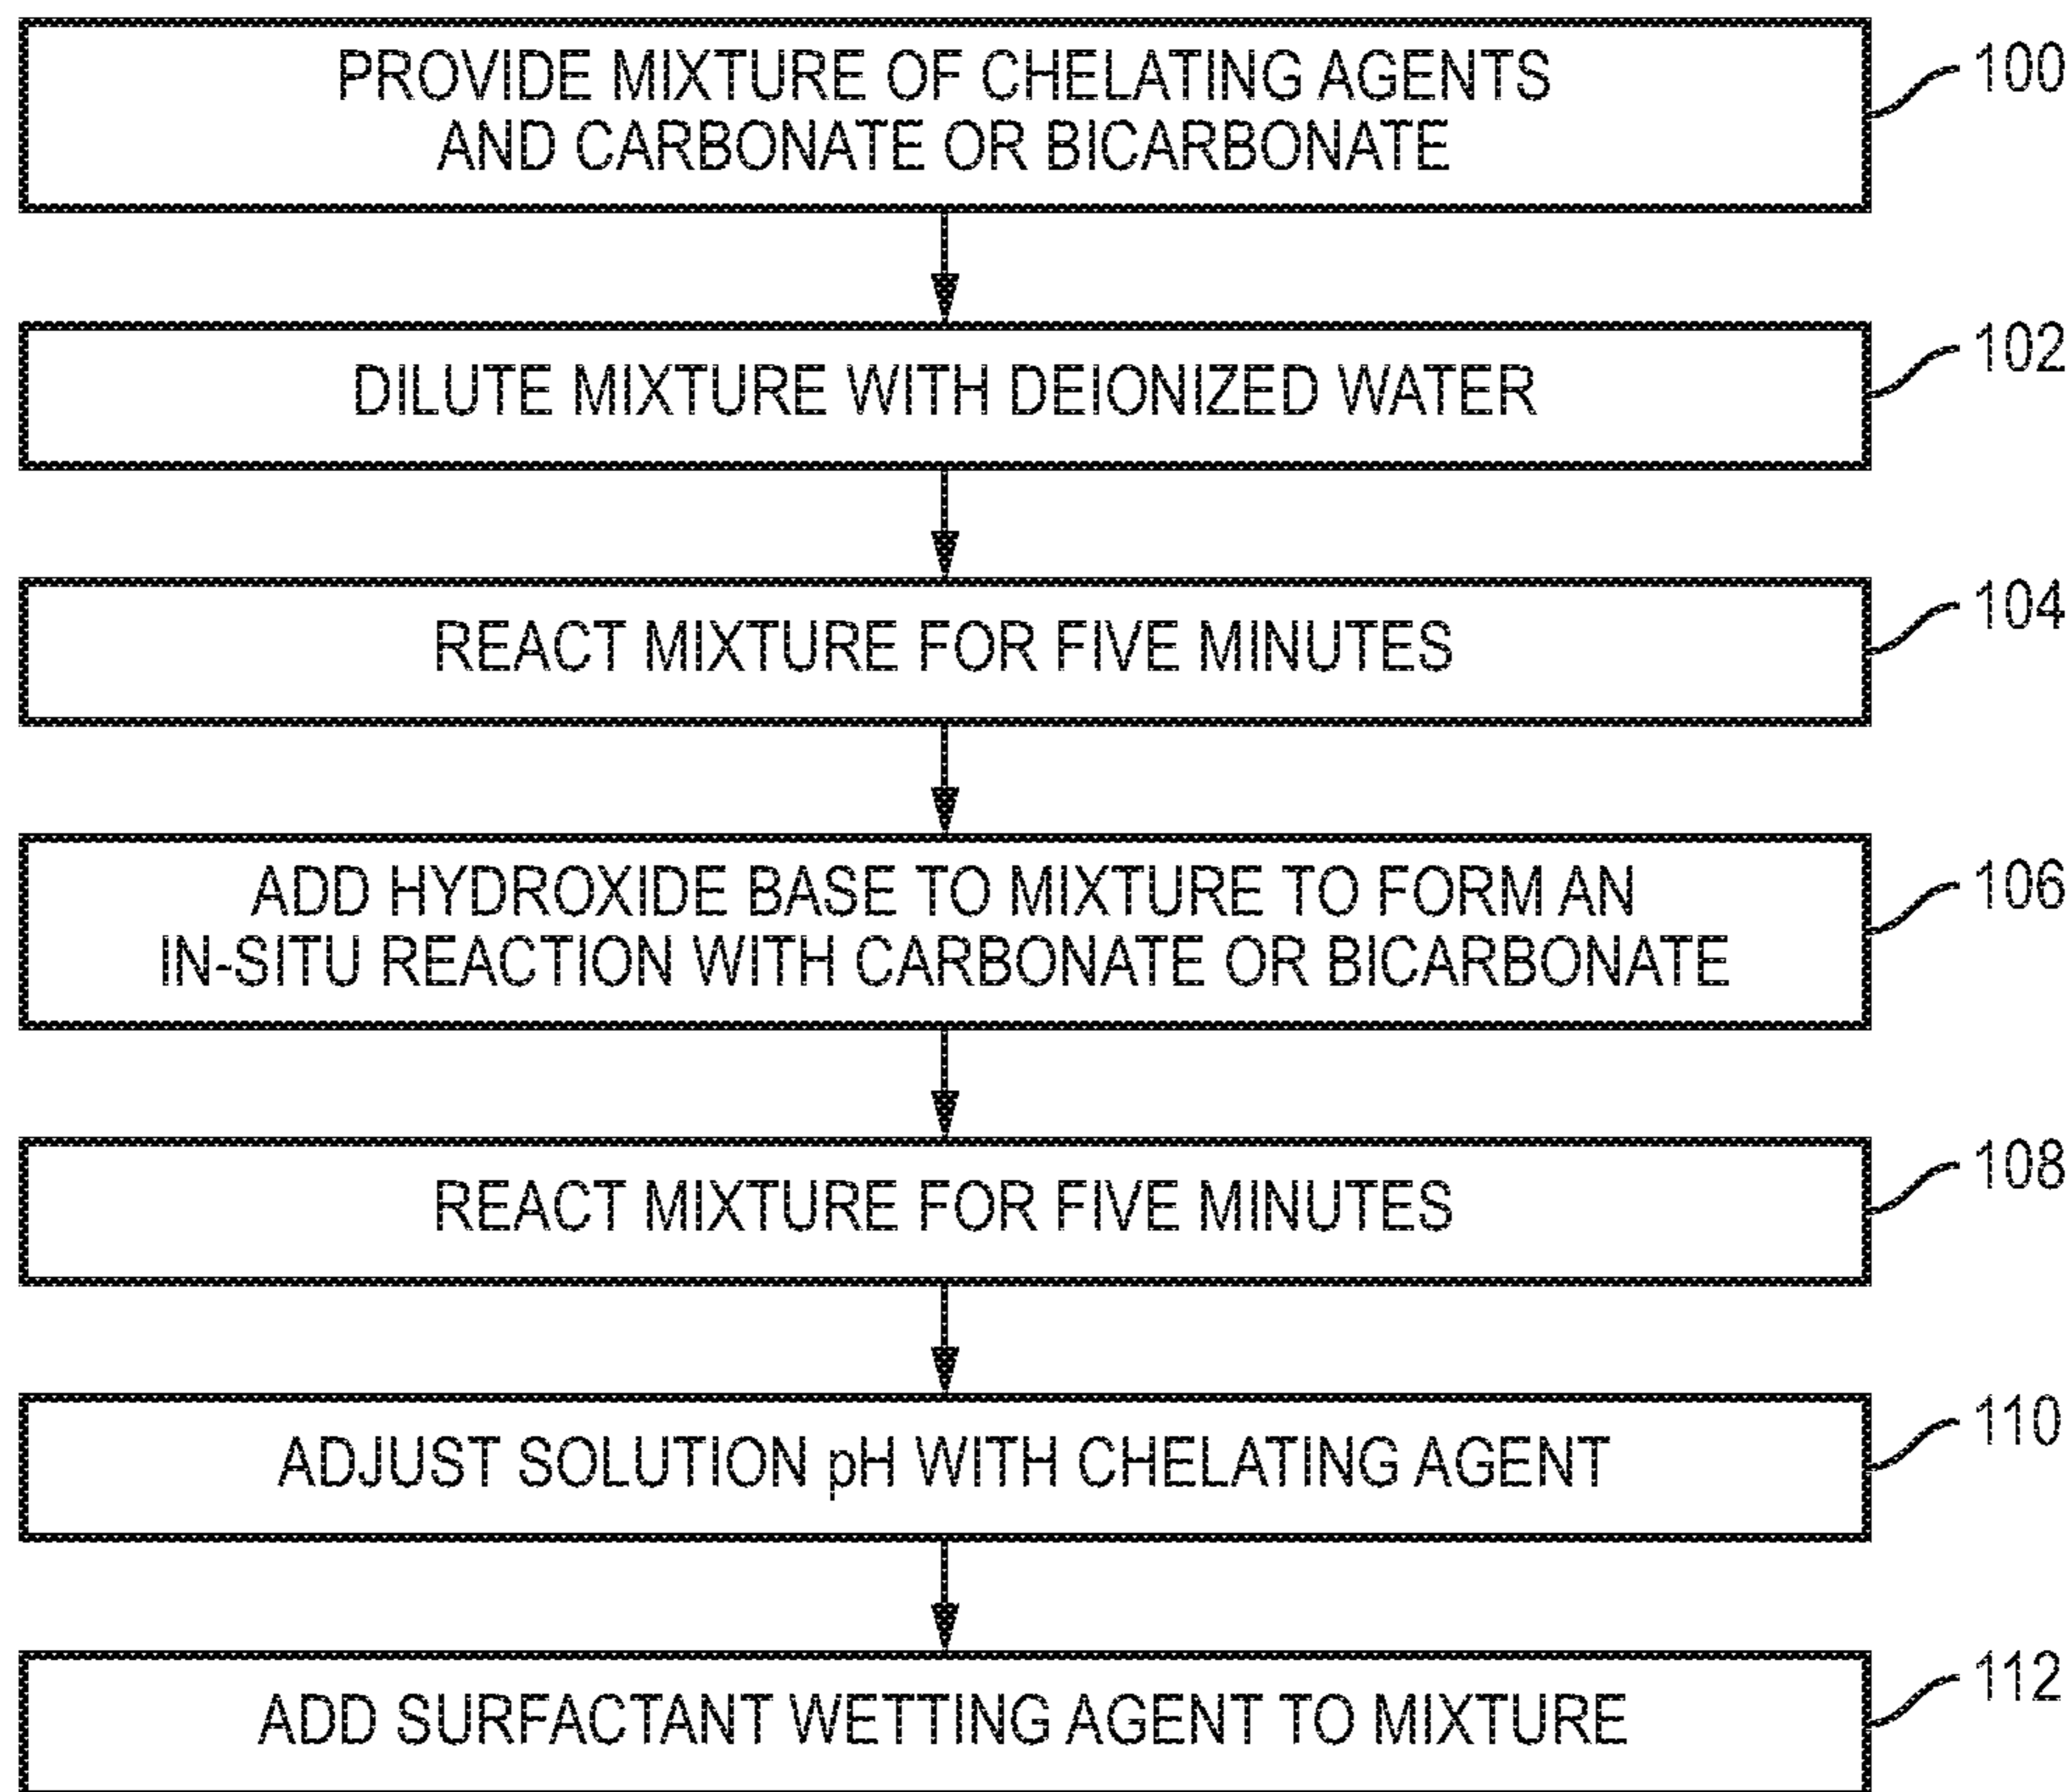 PROVIDE MIXTURE OF CHELATING AGENTS
AND CARBONATE OR BICARBONATE
100
DILUTE MIXTURE WITH DEIONIZED WATER
102
REACT MIXTURE FOR FIVE MINUTES
104
ADD HYDROXIDE BASE TO MIXTURE TO FORM AN
IN-SITU REACTION WITH CARBONATE OR BICARBONATE
106
REACT MIXTURE FOR FIVE MINUTES
108
ADJUST SOLUTION pH WITH CHELATING AGENT
110
ADD SURFACTANT WETTING AGENT TO MIXTURE
112